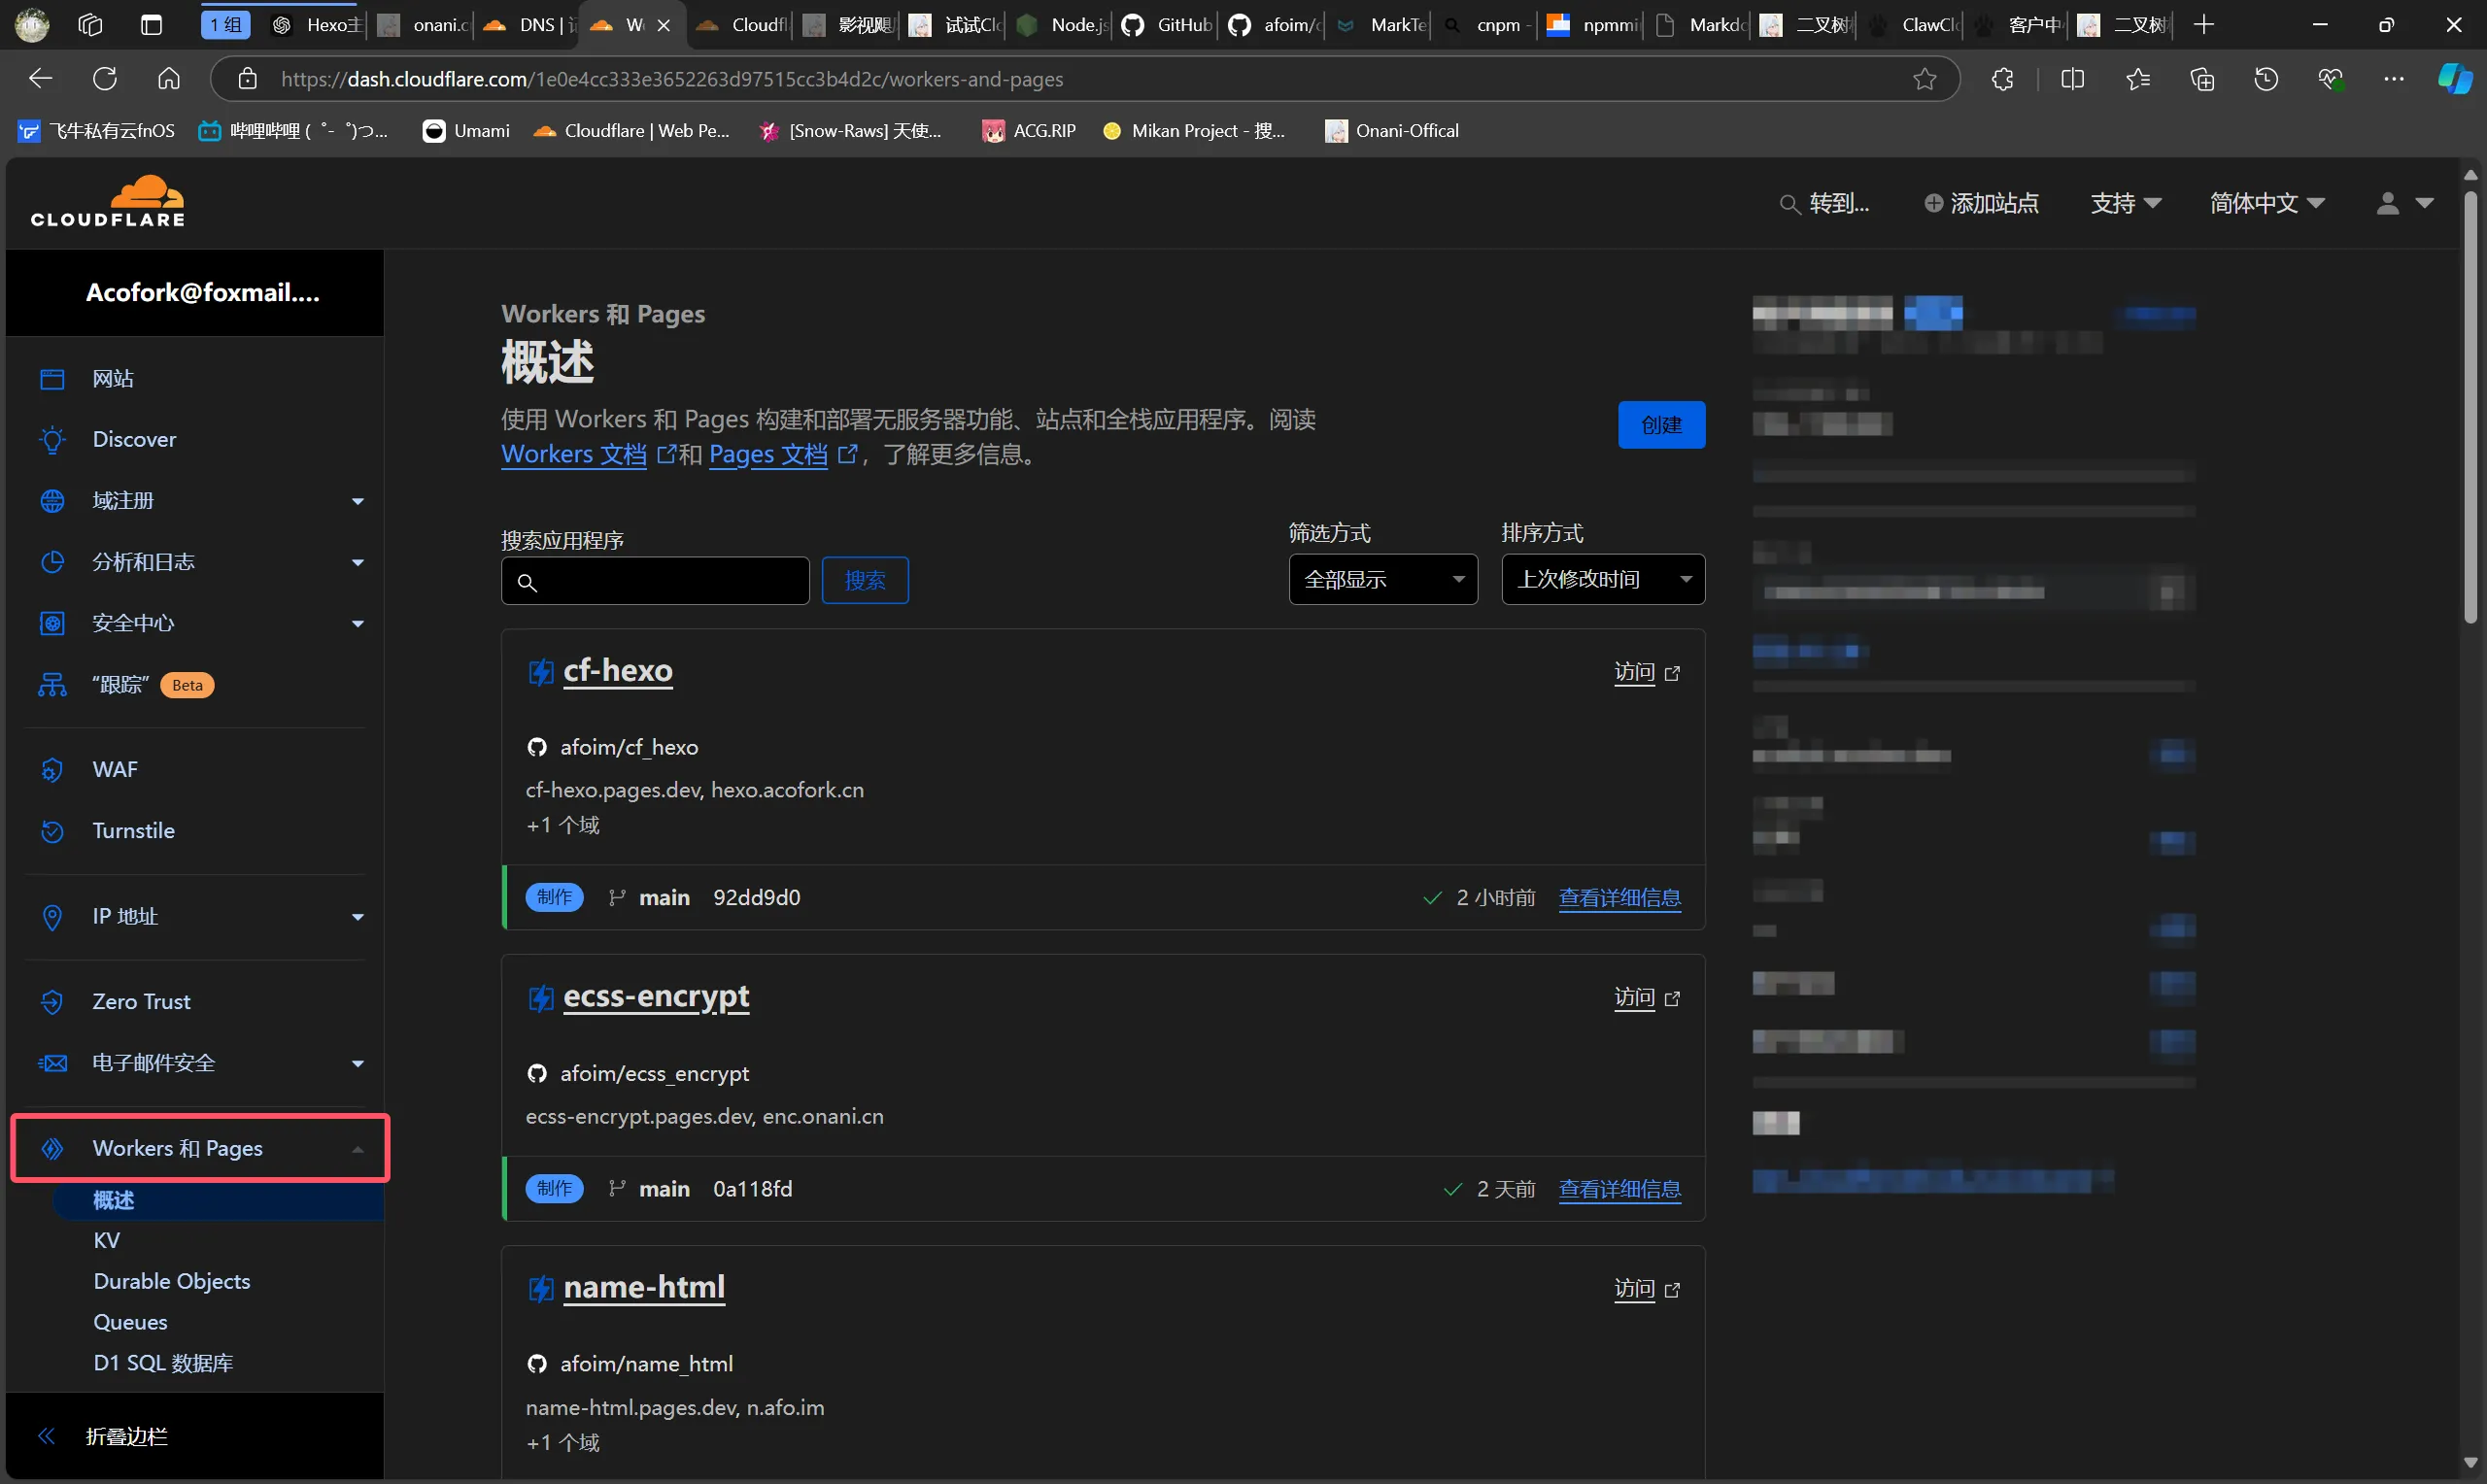 1 组
Hexo主
onani.c
DNS | 记
Cloudfl
影视飓
试试Clo
Node.js
GitHub
afoim/c
MarkTe
cnpm -
npmmi
Markdo
二叉树
ClawCl
客户中
二叉树
https://dash.cloudflare.com/1e0e4cc333e3652263d97515cc3b4d2c/workers-and-pages
飞牛私有云fnOS
哔哩哔哩 (゜-゜)つ...
Umami
Cloudflare | Web Pe...
[Snow-Raws] 天使...
ACG.RIP
Mikan Project - 搜...
Onani-Offical
CLOUDFLARE
转到...
添加站点
支持
简体中文
Acofork@foxmail....
网站
Discover
域注册
分析和日志
安全中心
“跟踪” Beta
WAF
Turnstile
IP 地址
Zero Trust
电子邮件安全
Workers 和 Pages
概述
KV
Durable Objects
Queues
D1 SQL 数据库
折叠边栏
Workers 和 Pages
概述
使用 Workers 和 Pages 构建和部署无服务器功能、站点和全栈应用程序。阅读
Workers 文档 和 Pages 文档 ，了解更多信息。
创建
搜索应用程序
搜索
筛选方式
全部显示
排序方式
上次修改时间
cf-hexo
访问
afoim/cf_hexo
cf-hexo.pages.dev, hexo.acofork.cn
+1 个域
制作 main 92dd9d0 2 小时前 查看详细信息
ecss-encrypt
访问
afoim/ecss_encrypt
ecss-encrypt.pages.dev, enc.onani.cn
制作 main 0a118fd 2 天前 查看详细信息
name-html
访问
afoim/name_html
name-html.pages.dev, n.afo.im
+1 个域